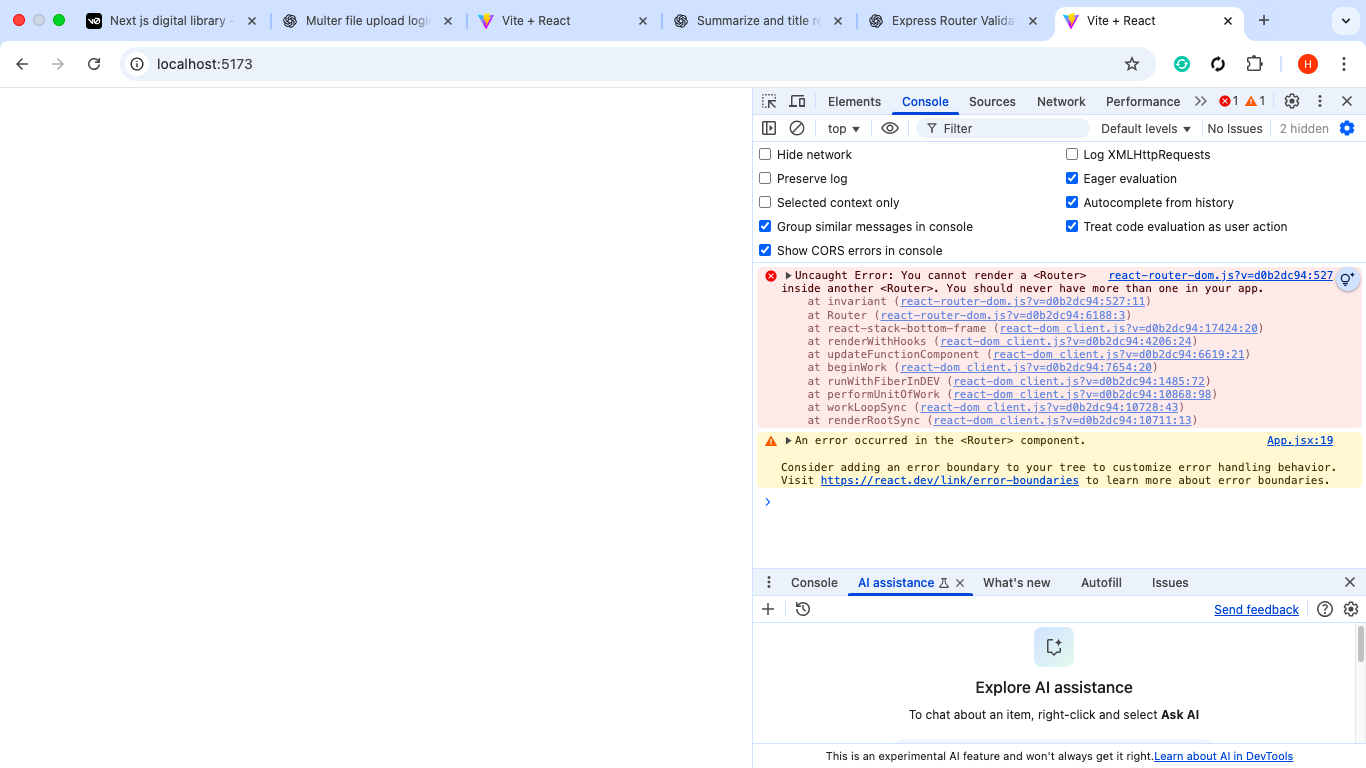 Next js digital library -
Multer file upload logi
Vite + React
Summarize and title re
Express Router Valida
Vite + React
localhost:5173
H
Elements
Console
Sources
Network
Performance
1
1
top
Filter
Default levels
No Issues
2 hidden
Hide network
Log XMLHttpRequests
Preserve log
Eager evaluation
Selected context only
Autocomplete from history
Group similar messages in console
Treat code evaluation as user action
Show CORS errors in console
Uncaught Error: You cannot render a <Router> react-router-dom.js?v=d0b2dc94:527
inside another <Router>. You should never have more than one in your app.
at invariant (react-router-dom.js?v=d0b2dc94:527:11)
at Router (react-router-dom.js?v=d0b2dc94:6188:3)
at react-stack-bottom-frame (react-dom_client.js?v=d0b2dc94:17424:20)
at renderWithHooks (react-dom_client.js?v=d0b2dc94:4206:24)
at updateFunctionComponent (react-dom_client.js?v=d0b2dc94:6619:21)
at beginWork (react-dom_client.js?v=d0b2dc94:7654:20)
at runWithFiberInDEV (react-dom_client.js?v=d0b2dc94:1485:72)
at performUnitOfWork (react-dom_client.js?v=d0b2dc94:10868:98)
at workLoopSync (react-dom_client.js?v=d0b2dc94:10728:43)
at renderRootSync (react-dom_client.js?v=d0b2dc94:10711:13)
An error occurred in the <Router> component. App.jsx:19
Consider adding an error boundary to your tree to customize error handling behavior.
Visit https://react.dev/link/error-boundaries to learn more about error boundaries.
Console
AI assistance
What's new
Autofill
Issues
Send feedback
Explore AI assistance
To chat about an item, right-click and select Ask AI
This is an experimental AI feature and won't always get it right.Learn about AI in DevTools